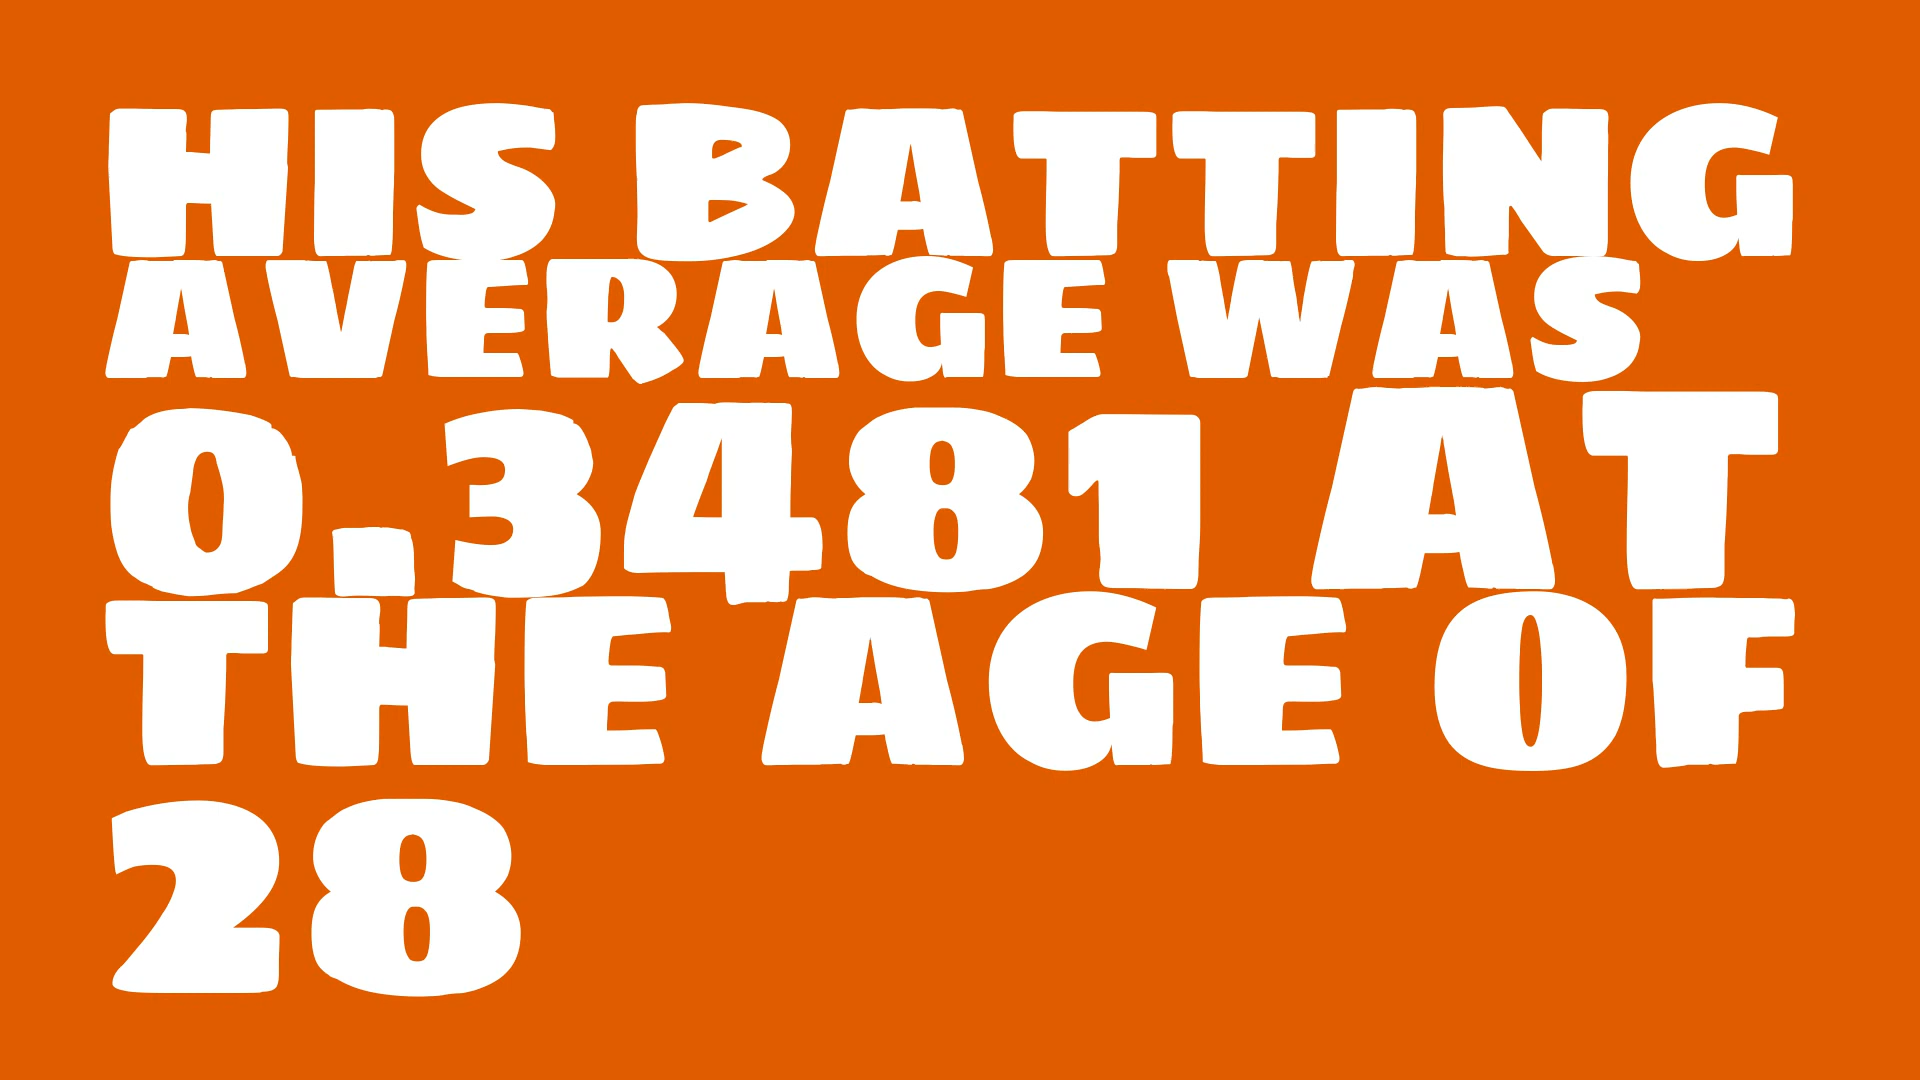 HIS BATTING
AVERAGE WAS
0.3481 AT
THE AGE OF
28